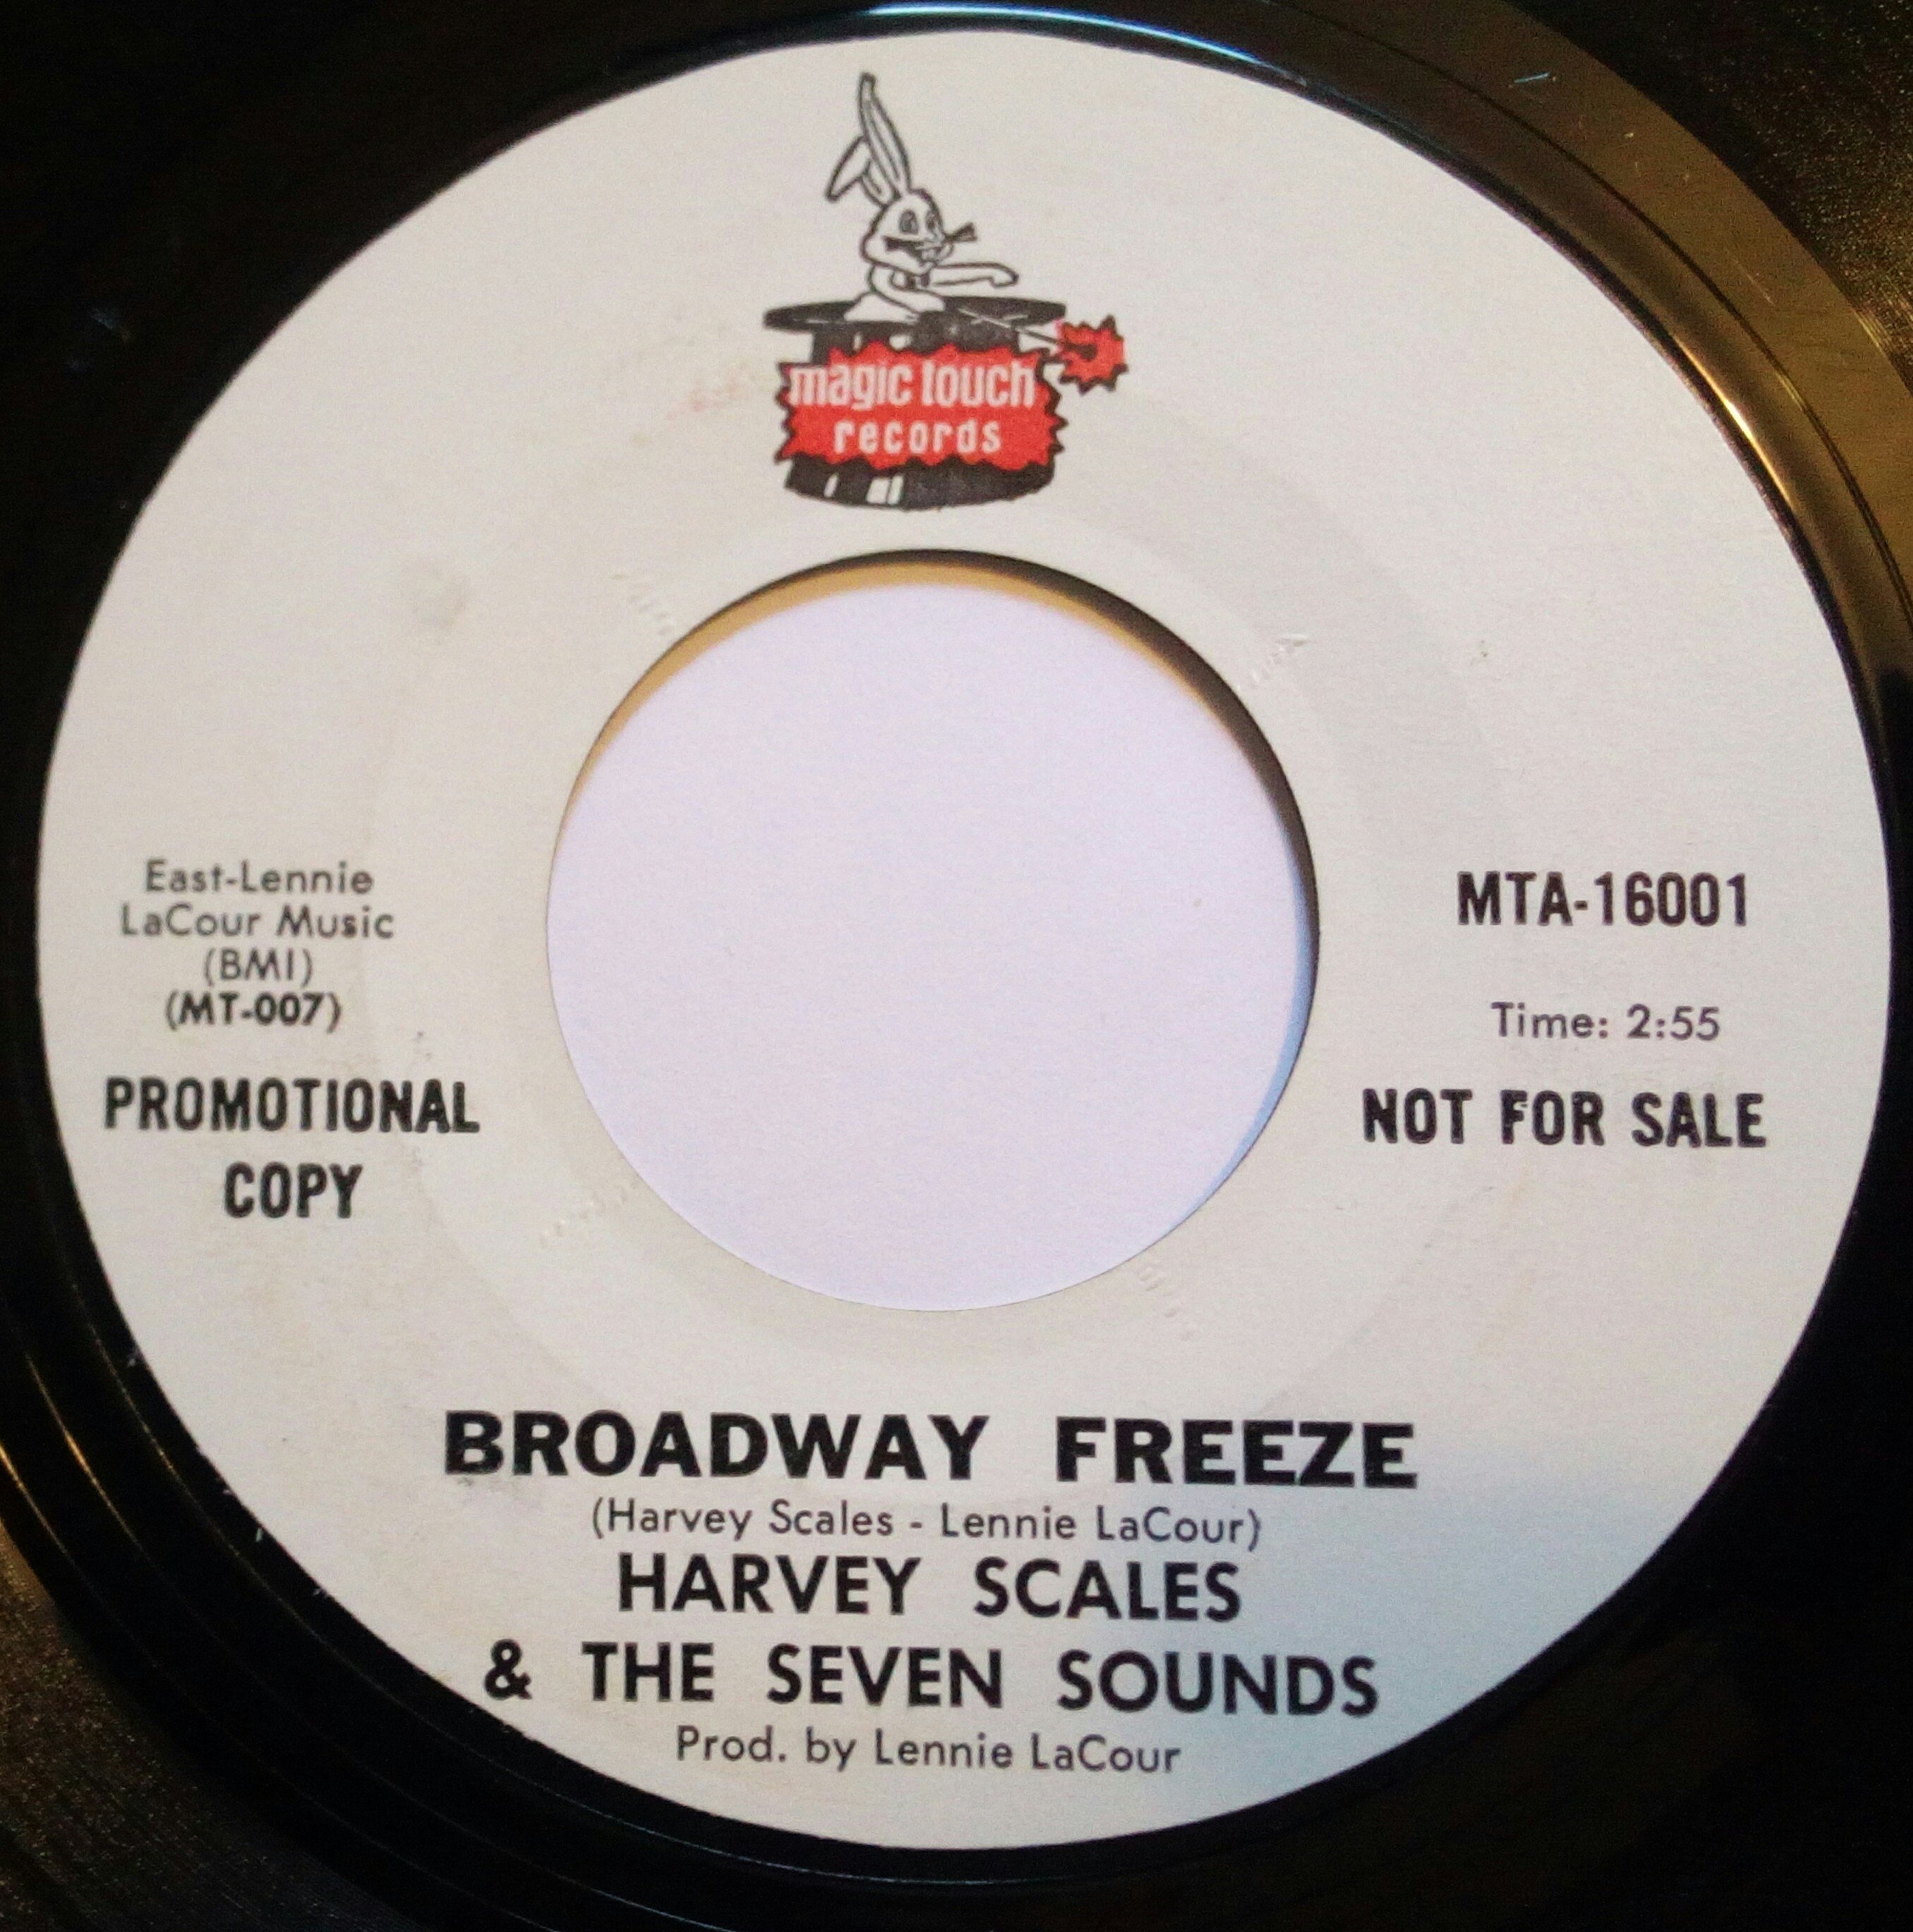 magic touch
records
East-Lennie
LaCour Music
(BMI)
(MT-007)
PROMOTIONAL
COPY
MTA-16001
Time: 2:55
NOT FOR SALE
BROADWAY FREEZE
(Harvey Scales - Lennie LaCour)
HARVEY SCALES
& THE SEVEN SOUNDS
Prod. by Lennie LaCour